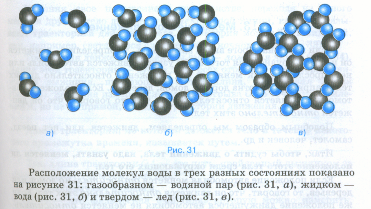 а)
б)
в)
Рис. 31
Расположение молекул воды в трех разных состояниях показано
на рисунке 31: газообразном — водяной пар (рис. 31, а), жидком —
вода (рис. 31, б) и твердом — лед (рис. 31, в).